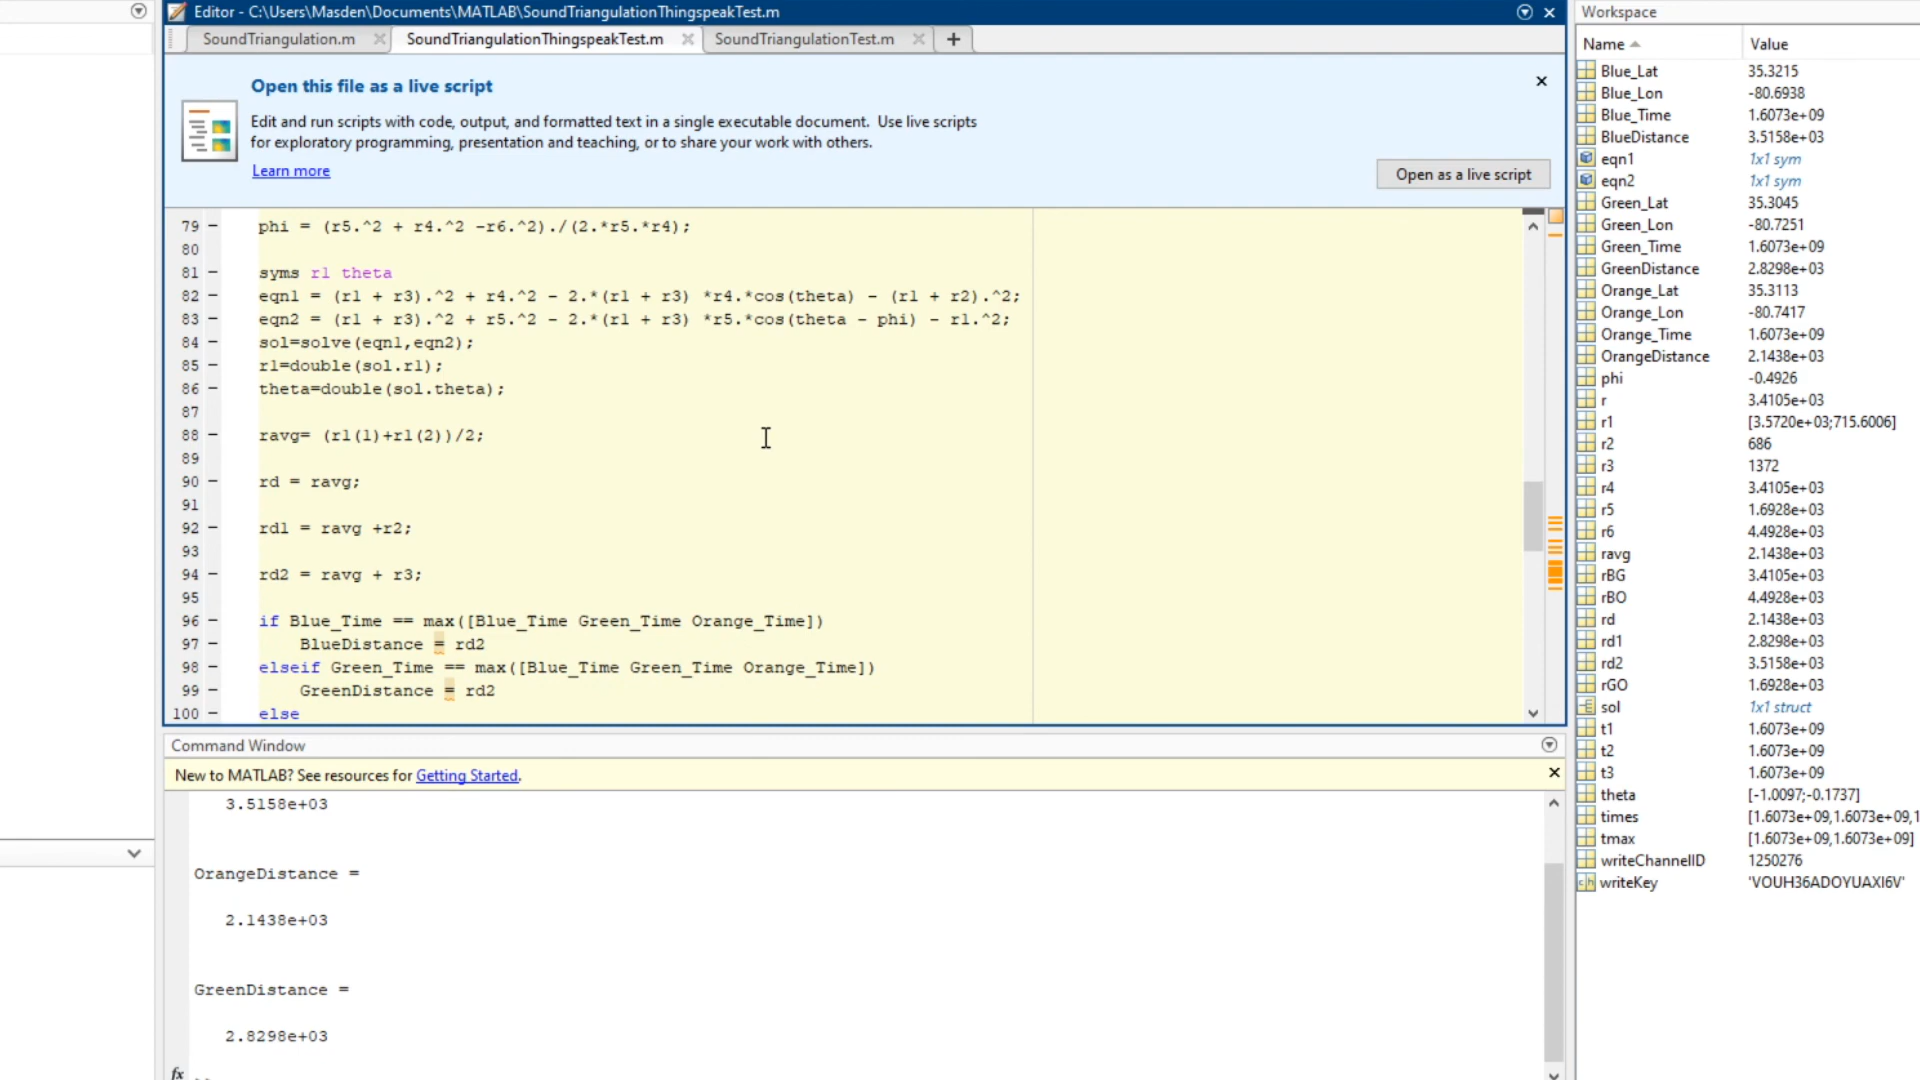 Editor - C:\Users\Masden\Documents\MATLAB\SoundTriangulationThingspeakTest.m
SoundTriangulation.m
SoundTriangulationThingspeakTest.m
SoundTriangulationTest.m
Open this file as a live script
Edit and run scripts with code, output, and formatted text in a single executable document. Use live scripts
for exploratory programming, presentation and teaching, or to share your work with others.
Learn more
Open as a live script
79 - phi = (r5.^2 + r4.^2 -r6.^2)./(2.*r5.*r4);
80
81 - syms r1 theta
82 - eqn1 = (r1 + r3).^2 + r4.^2 - 2.*(r1 + r3) *r4.*cos(theta) - (r1 + r2).^2;
83 - eqn2 = (r1 + r3).^2 + r5.^2 - 2.*(r1 + r3) *r5.*cos(theta - phi) - r1.^2;
84 - sol=solve(eqn1,eqn2);
85 - r1=double(sol.r1);
86 - theta=double(sol.theta);
87
88 - ravg= (r1(1)+r1(2))/2;
89
90 - rd = ravg;
91
92 - rd1 = ravg +r2;
93
94 - rd2 = ravg + r3;
95
96 - if Blue_Time == max([Blue_Time Green_Time Orange_Time])
97 - BlueDistance = rd2
98 - elseif Green_Time == max([Blue_Time Green_Time Orange_Time])
99 - GreenDistance = rd2
100 - else
Command Window
New to MATLAB? See resources for Getting Started.
3.5158e+03
OrangeDistance =
2.1438e+03
GreenDistance =
2.8298e+03
fx
Workspace
Name Value
Blue_Lat 35.3215
Blue_Lon -80.6938
Blue_Time 1.6073e+09
BlueDistance 3.5158e+03
eqn1 1x1 sym
eqn2 1x1 sym
Green_Lat 35.3045
Green_Lon -80.7251
Green_Time 1.6073e+09
GreenDistance 2.8298e+03
Orange_Lat 35.3113
Orange_Lon -80.7417
Orange_Time 1.6073e+09
OrangeDistance 2.1438e+03
phi -0.4926
r 3.4105e+03
r1 [3.5720e+03;715.6006]
r2 686
r3 1372
r4 3.4105e+03
r5 1.6928e+03
r6 4.4928e+03
ravg 2.1438e+03
rBG 3.4105e+03
rBO 4.4928e+03
rd 2.1438e+03
rd1 2.8298e+03
rd2 3.5158e+03
rGO 1.6928e+03
sol 1x1 struct
t1 1.6073e+09
t2 1.6073e+09
t3 1.6073e+09
theta [-1.0097;-0.1737]
times [1.6073e+09,1.6073e+09,1
tmax [1.6073e+09,1.6073e+09]
writeChannelID 1250276
ch writeKey 'VOUH36ADOYUAXI6V'